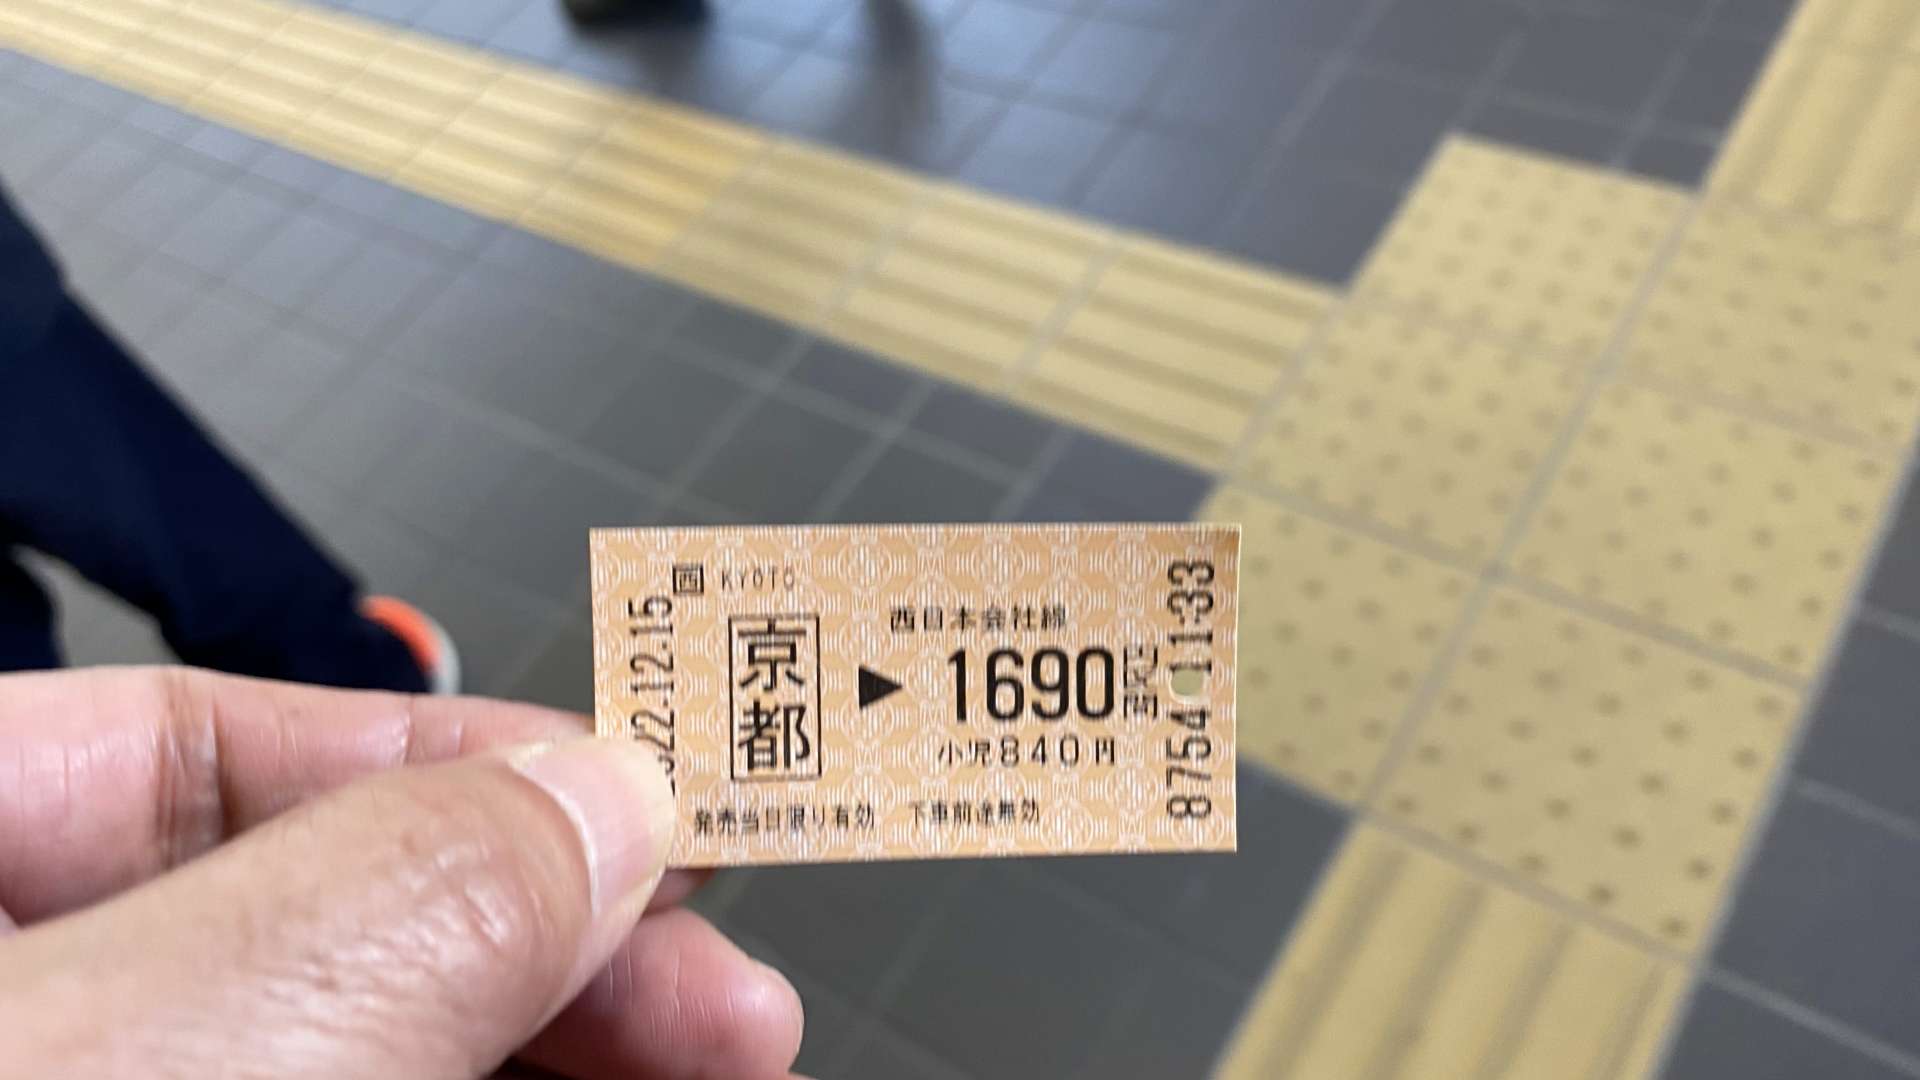 西 KYOTO
京都
西日本会社線
▶ 1690円区間
小児840円
発売当日限り有効 下車前途無効
22.12.15
8754 11:33